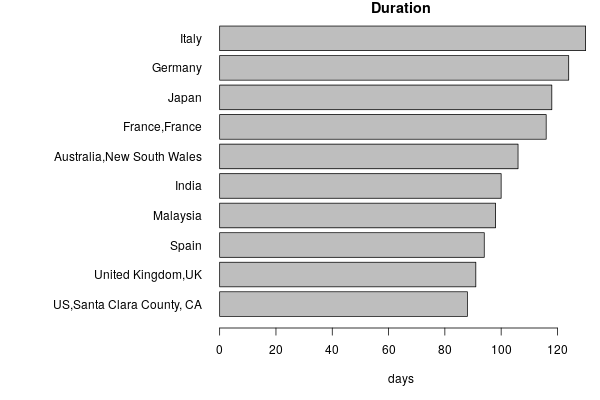 Duration
Italy
Germany
Japan
France,France
Australia,New South Wales
India
Malaysia
Spain
United Kingdom,UK
US,Santa Clara County, CA
0 20 40 60 80 100 120
days